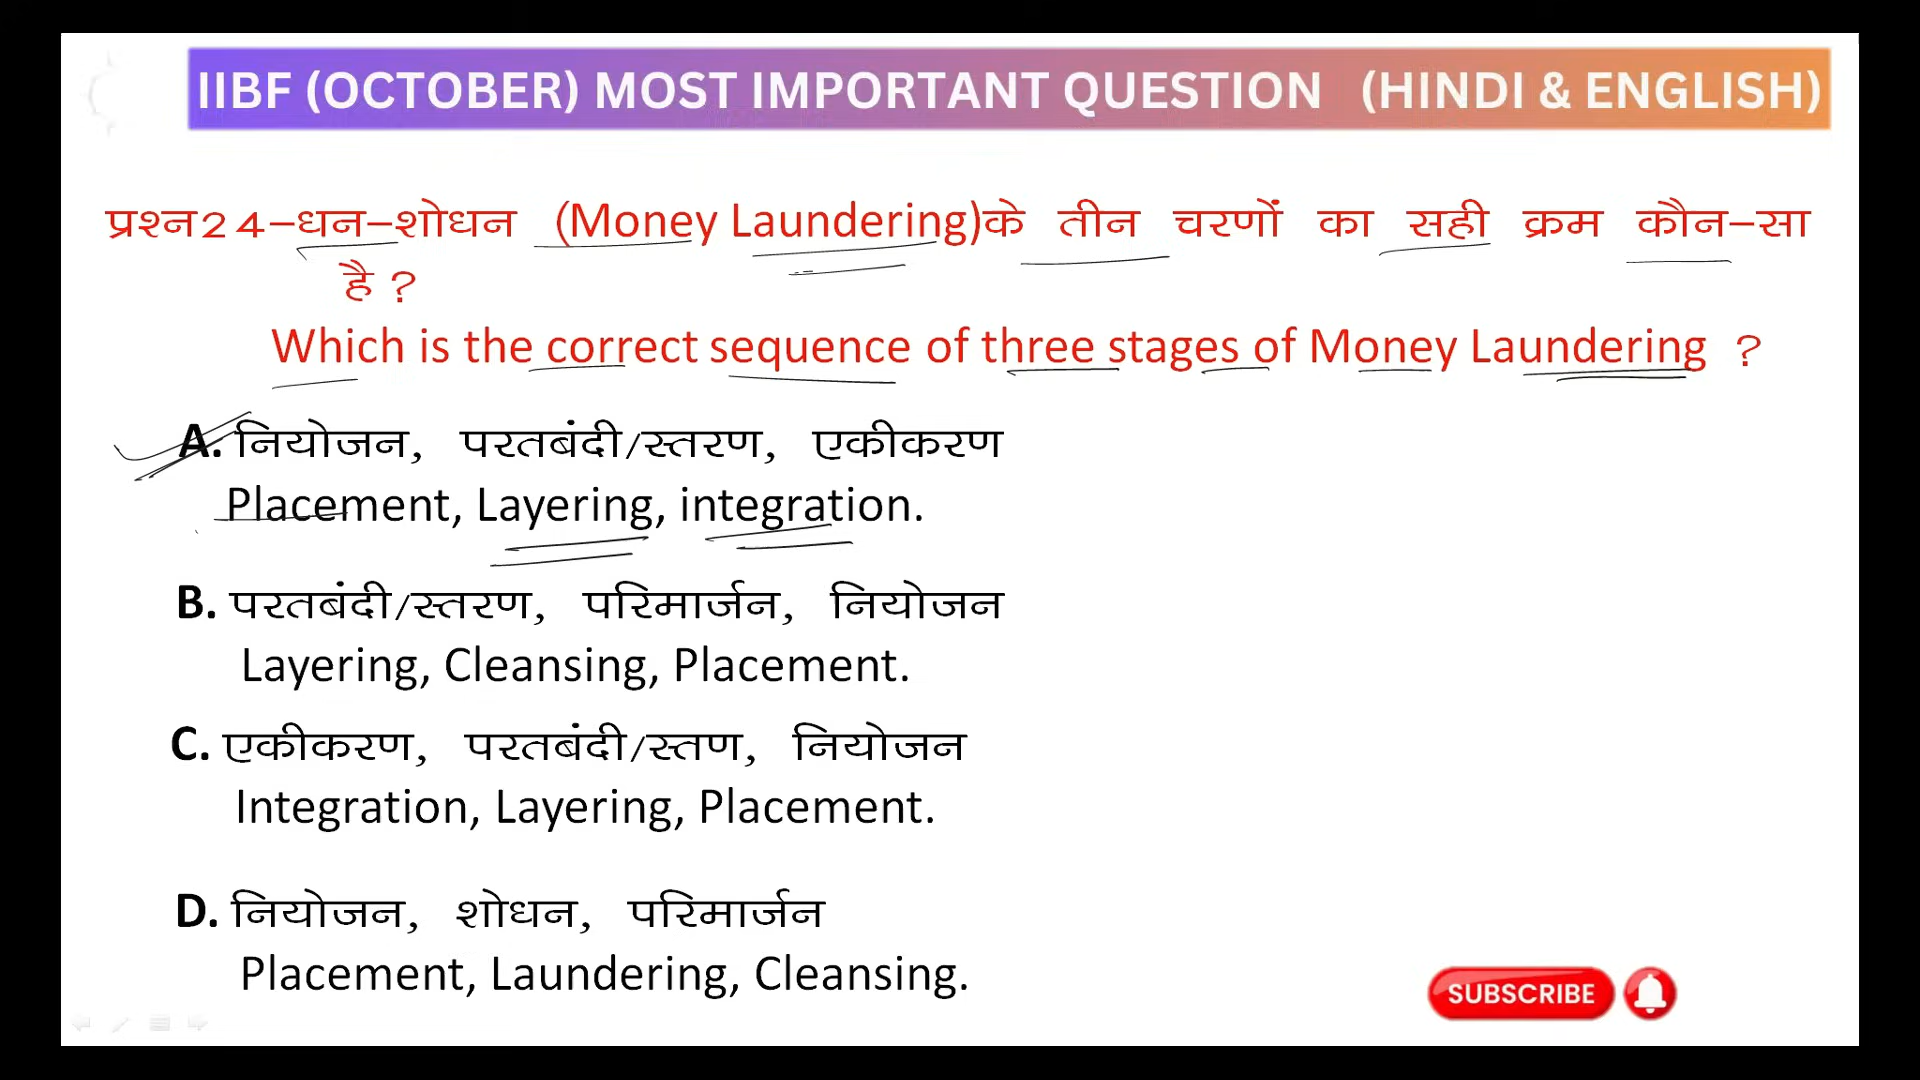 IIBF (OCTOBER) MOST IMPORTANT QUESTION (HINDI & ENGLISH)
प्रश्न24–धन–शोधन (Money Laundering)के तीन चरणों का सही क्रम कौन–सा
है ?
Which is the correct sequence of three stages of Money Laundering ?
A. नियोजन, परतबंदी/स्तरण, एकीकरण
Placement, Layering, integration.
B. परतबंदी/स्तरण, परिमार्जन, नियोजन
Layering, Cleansing, Placement.
C. एकीकरण, परतबंदी/स्तण, नियोजन
Integration, Layering, Placement.
D. नियोजन, शोधन, परिमार्जन
Placement, Laundering, Cleansing.
SUBSCRIBE